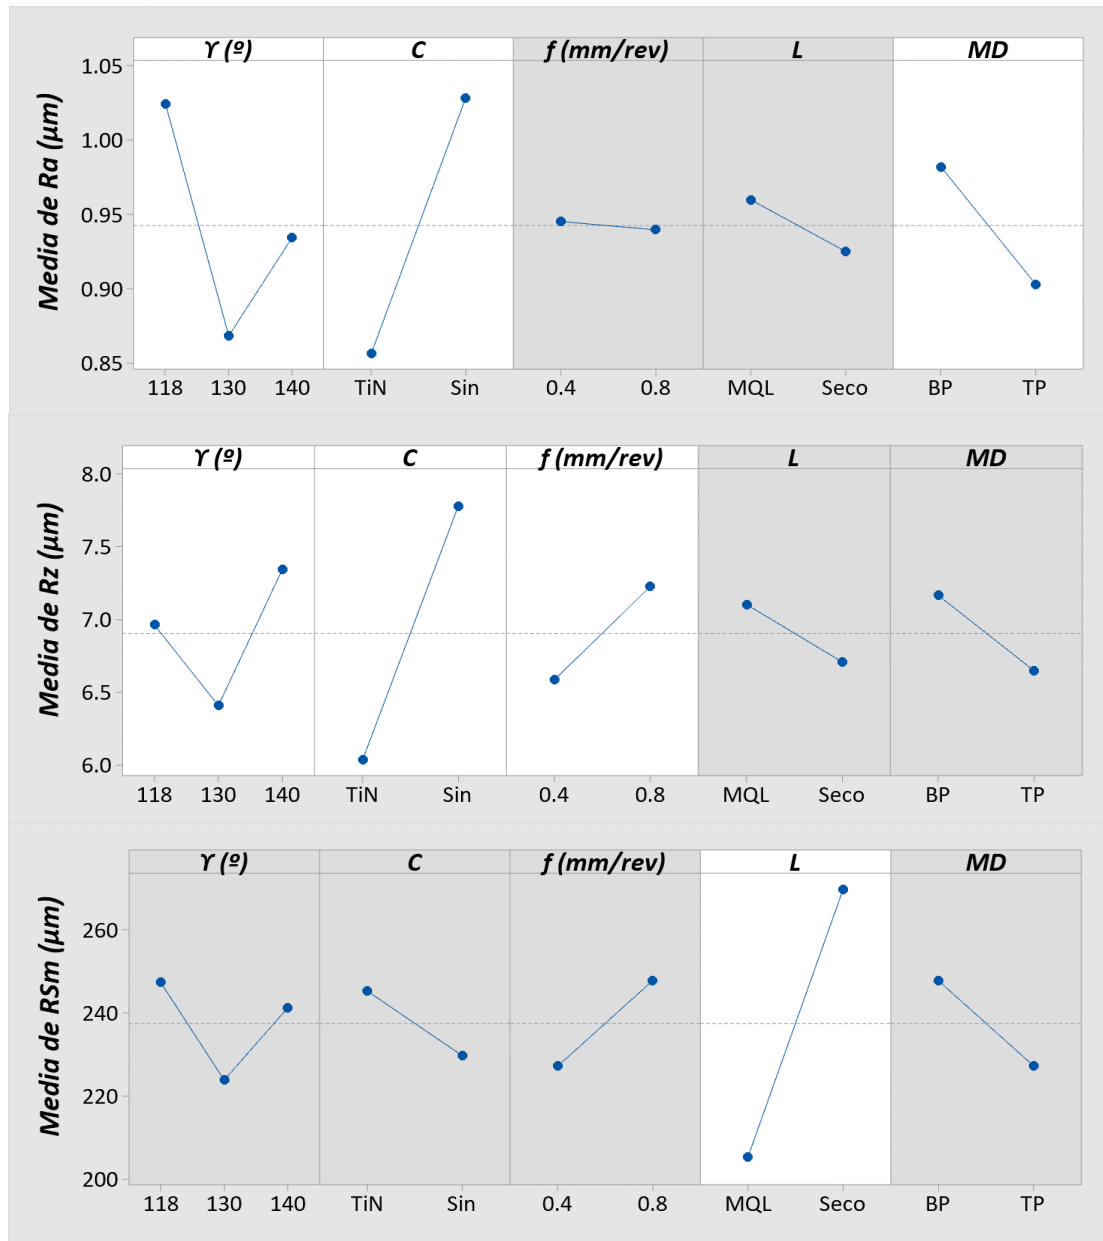 ϒ (º) C f (mm/rev) L MD
Media de Ra (µm)
1.05
1.00
0.95
0.90
0.85
118 130 140 TiN Sin 0.4 0.8 MQL Seco BP TP
ϒ (º) C f (mm/rev) L MD
Media de Rz (µm)
8.0
7.5
7.0
6.5
6.0
118 130 140 TiN Sin 0.4 0.8 MQL Seco BP TP
ϒ (º) C f (mm/rev) L MD
Media de RSm (µm)
260
240
220
200
118 130 140 TiN Sin 0.4 0.8 MQL Seco BP TP